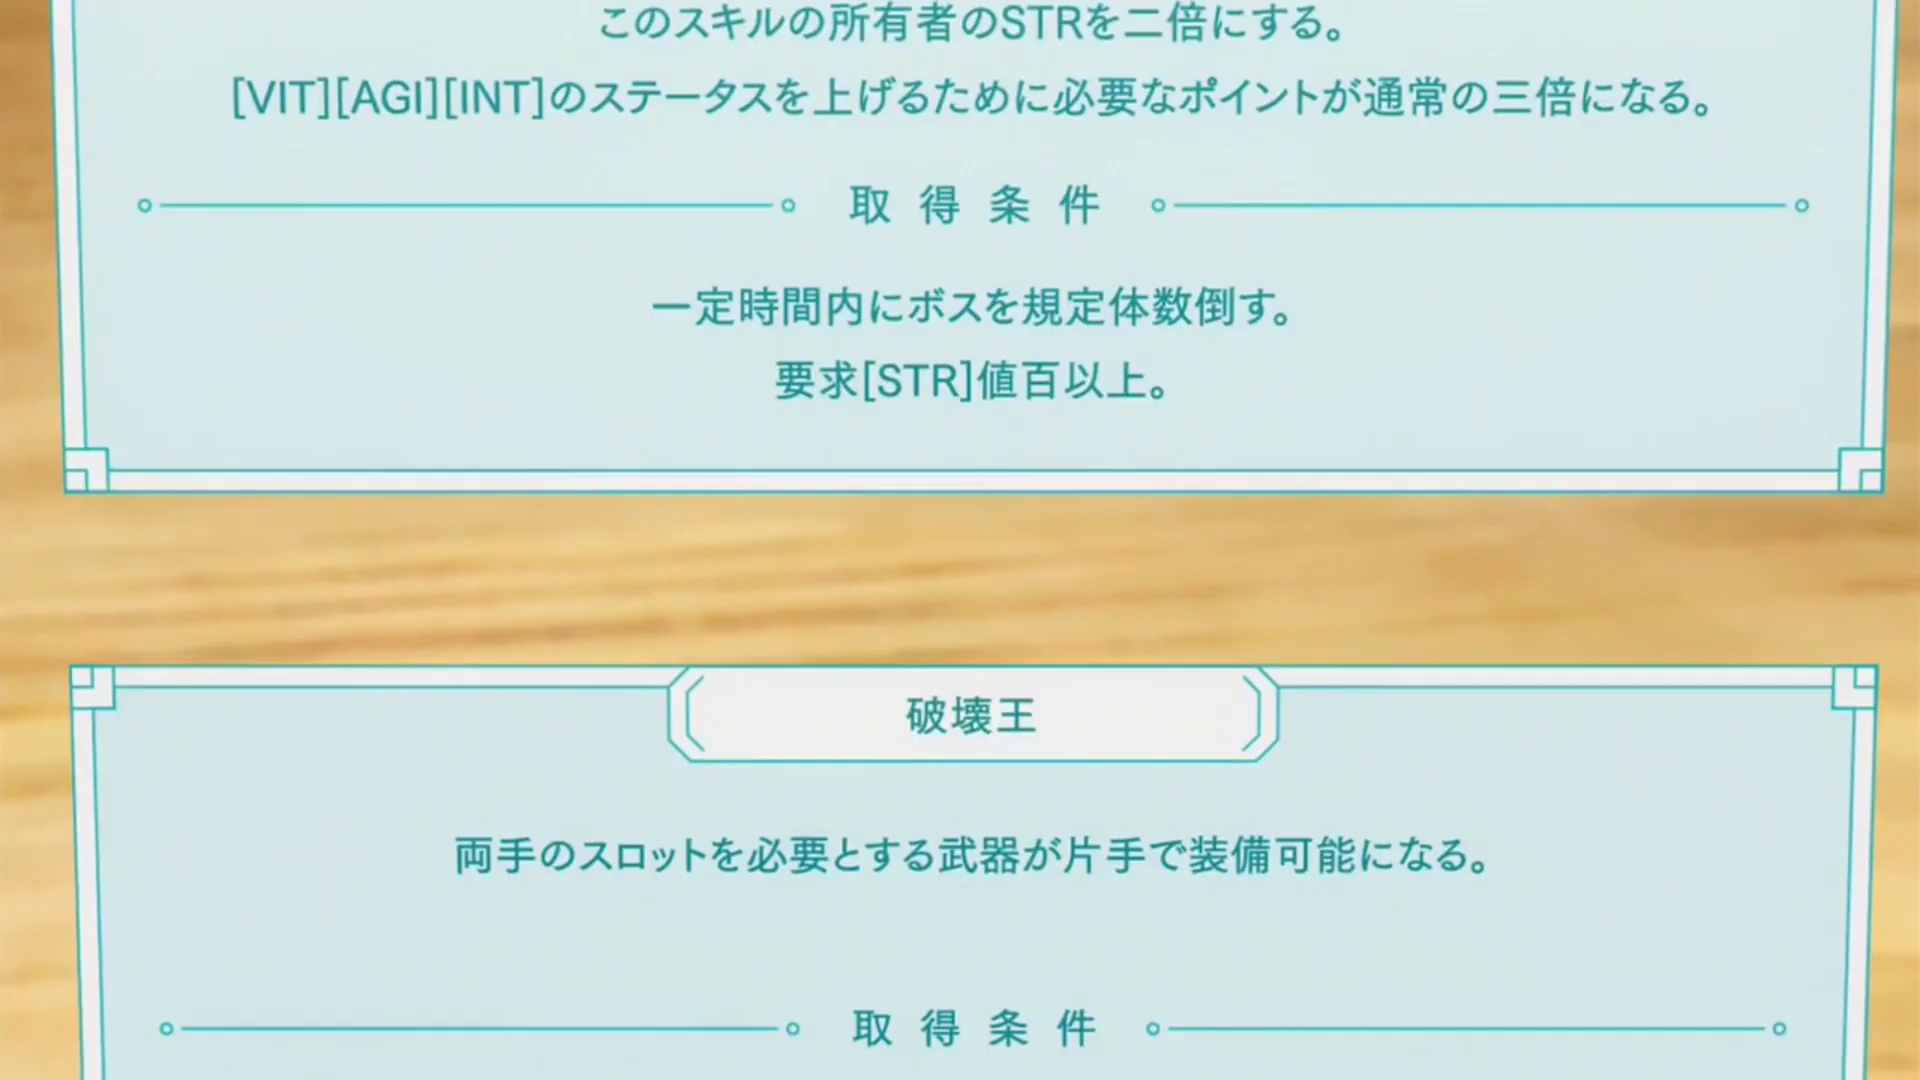 このスキルの所有者のSTRを二倍にする。
[VIT][AGI][INT]のステータスを上げるために必要なポイントが通常の三倍になる。
取得条件
一定時間内にボスを規定体数倒す。
要求[STR]値百以上。
破壊王
両手のスロットを必要とする武器が片手で装備可能になる。
取得条件